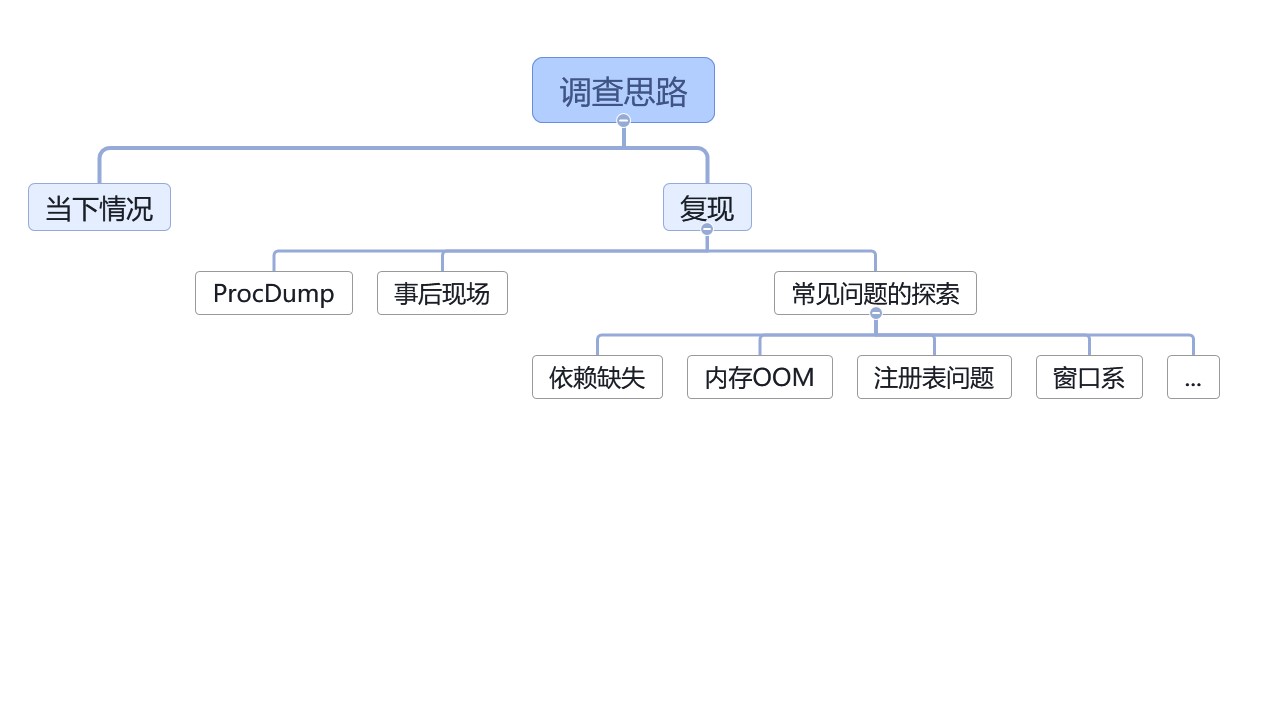 调查思路
当下情况
复现
ProcDump
事后现场
常见问题的探索
依赖缺失
内存OOM
注册表问题
窗口系
...